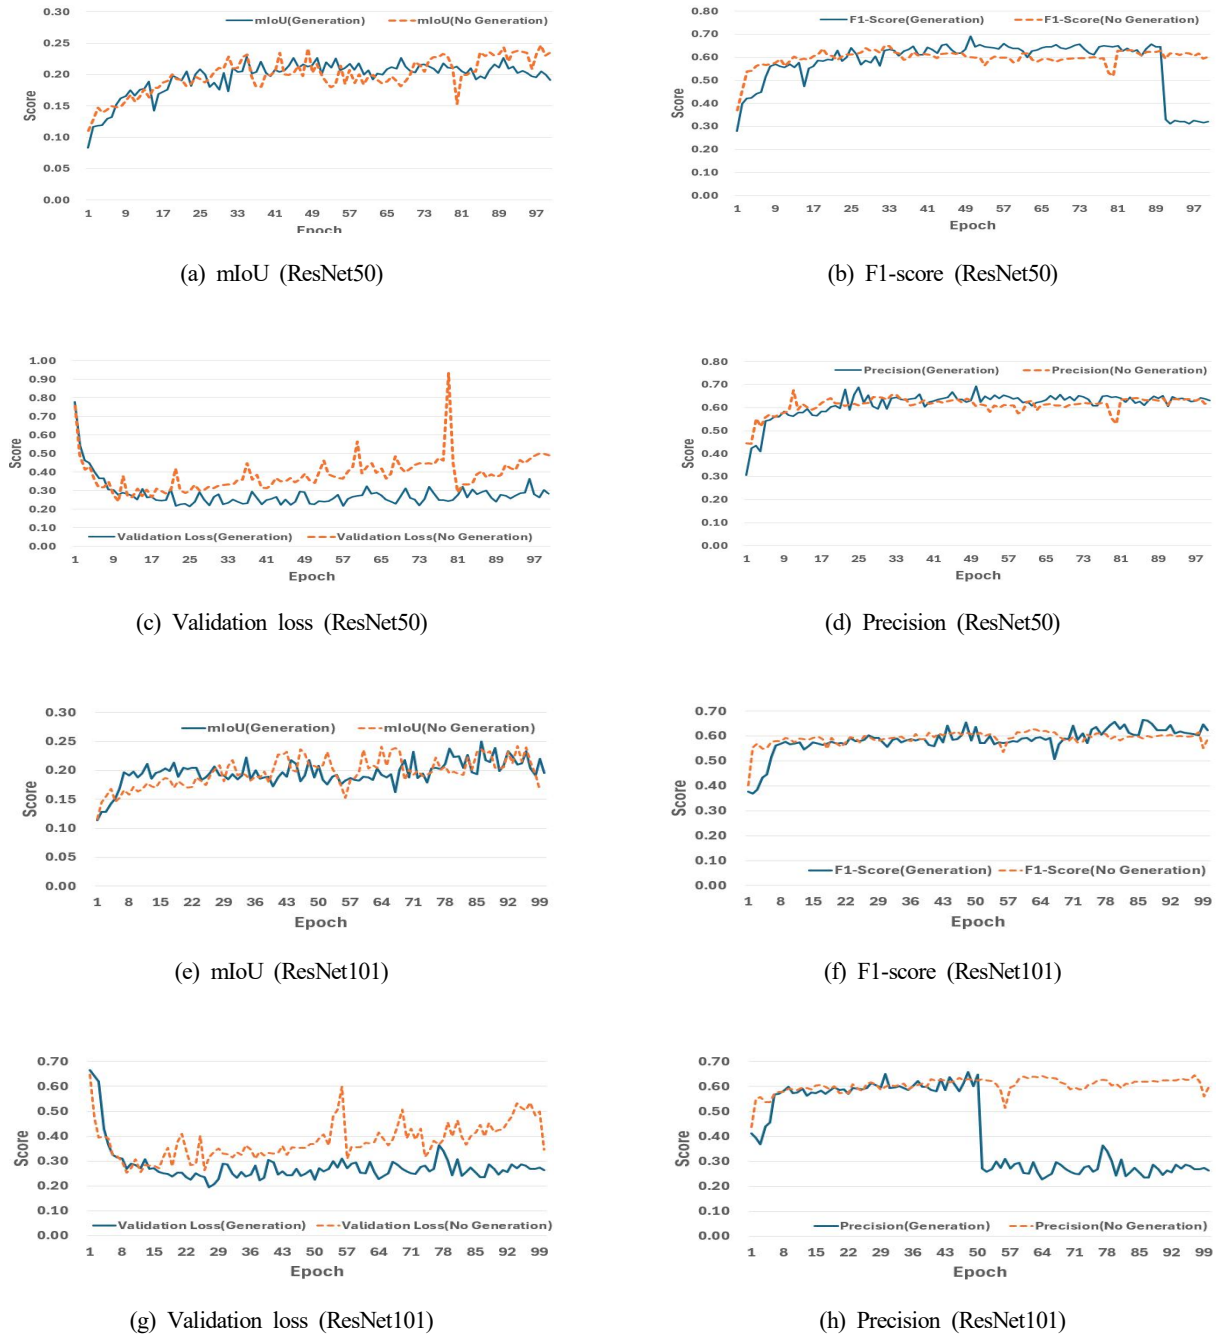 mIoU(Generation) mIoU(No Generation)
0.30
0.25
0.20
0.15
0.10
0.05
0.00
Score
1 9 17 25 33 41 49 57 65 73 81 89 97
Epoch
(a) mIoU (ResNet50)
F1-Score(Generation) F1-Score(No Generation)
0.80
0.70
0.60
0.50
0.40
0.30
0.20
0.10
0.00
Score
1 9 17 25 33 41 49 57 65 73 81 89 97
Epoch
(b) F1-score (ResNet50)
1.00
0.90
0.80
0.70
0.60
0.50
0.40
0.30
0.20
0.10
0.00
Score
Validation Loss(Generation) Validation Loss(No Generation)
1 9 17 25 33 41 49 57 65 73 81 89 97
Epoch
(c) Validation loss (ResNet50)
Precision(Generation) Precision(No Generation)
0.80
0.70
0.60
0.50
0.40
0.30
0.20
0.10
0.00
Score
1 9 17 25 33 41 49 57 65 73 81 89 97
Epoch
(d) Precision (ResNet50)
mIoU(Generation) mIoU(No Generation)
0.30
0.25
0.20
0.15
0.10
0.05
0.00
Score
1 8 15 22 29 36 43 50 57 64 71 78 85 92 99
Epoch
(e) mIoU (ResNet101)
0.70
0.60
0.50
0.40
0.30
0.20
0.10
0.00
Score
F1-Score(Generation) F1-Score(No Generation)
1 8 15 22 29 36 43 50 57 64 71 78 85 92 99
Epoch
(f) F1-score (ResNet101)
0.70
0.60
0.50
0.40
0.30
0.20
0.10
0.00
Score
Validation Loss(Generation) Validation Loss(No Generation)
1 8 15 22 29 36 43 50 57 64 71 78 85 92 99
Epoch
(g) Validation loss (ResNet101)
0.70
0.60
0.50
0.40
0.30
0.20
0.10
0.00
Score
Precision(Generation) Precision(No Generation)
1 8 15 22 29 36 43 50 57 64 71 78 85 92 99
Epoch
(h) Precision (ResNet101)